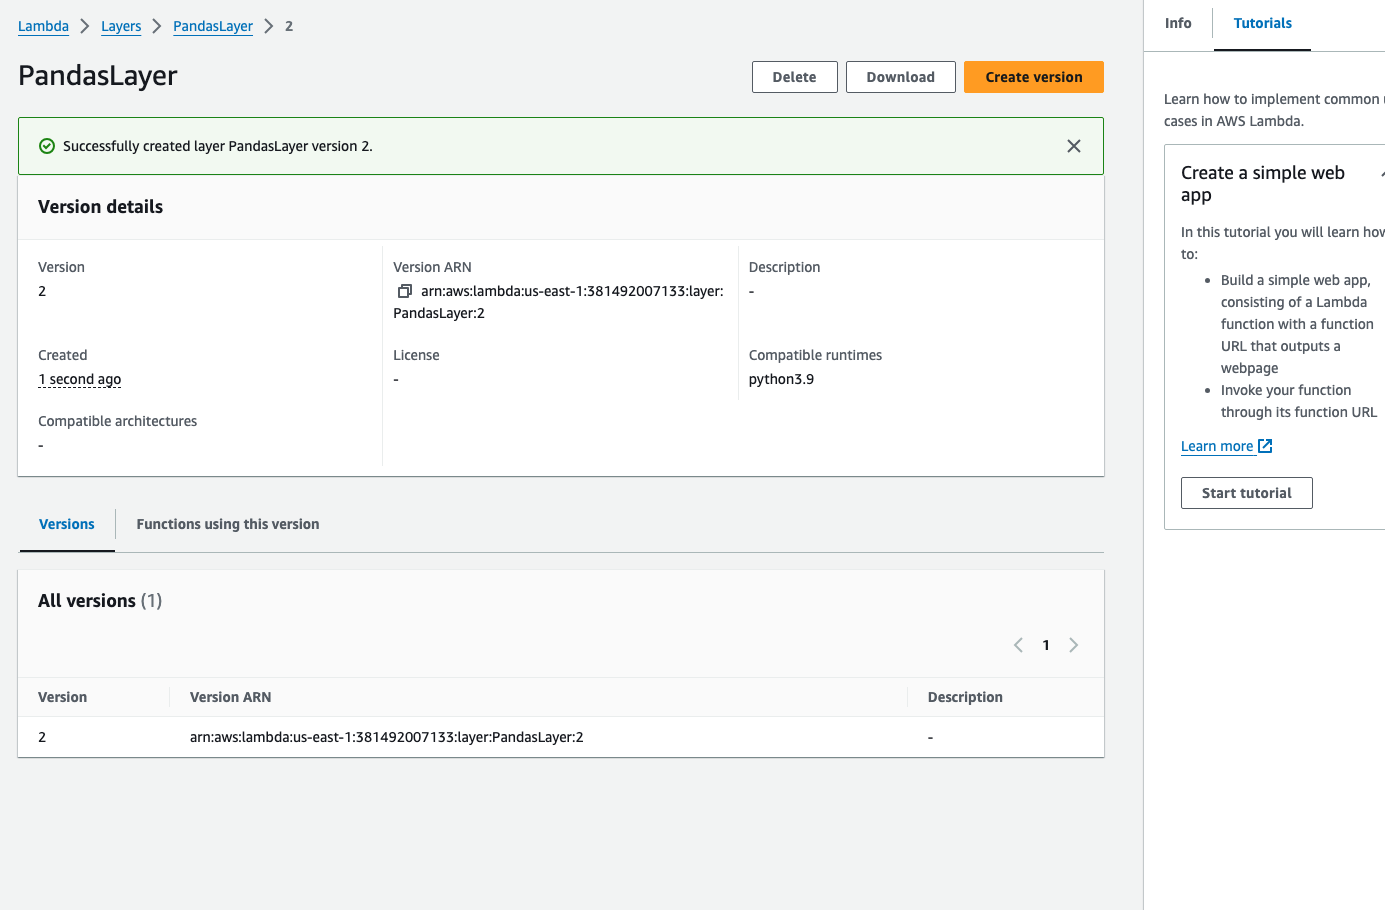 Lambda > Layers > PandasLayer > 2
PandasLayer
Delete
Download
Create version
Successfully created layer PandasLayer version 2.
Version details
Version
2
Version ARN
arn:aws:lambda:us-east-1:381492007133:layer:
PandasLayer:2
Description
-
Created
1 second ago
License
-
Compatible runtimes
python3.9
Compatible architectures
-
Versions
Functions using this version
All versions (1)
1
Version
Version ARN
Description
2
arn:aws:lambda:us-east-1:381492007133:layer:PandasLayer:2
-
Info
Tutorials
Learn how to implement common
cases in AWS Lambda.
Create a simple web
app
In this tutorial you will learn how
to:
• Build a simple web app,
consisting of a Lambda
function with a function
URL that outputs a
webpage
• Invoke your function
through its function URL
Learn more
Start tutorial